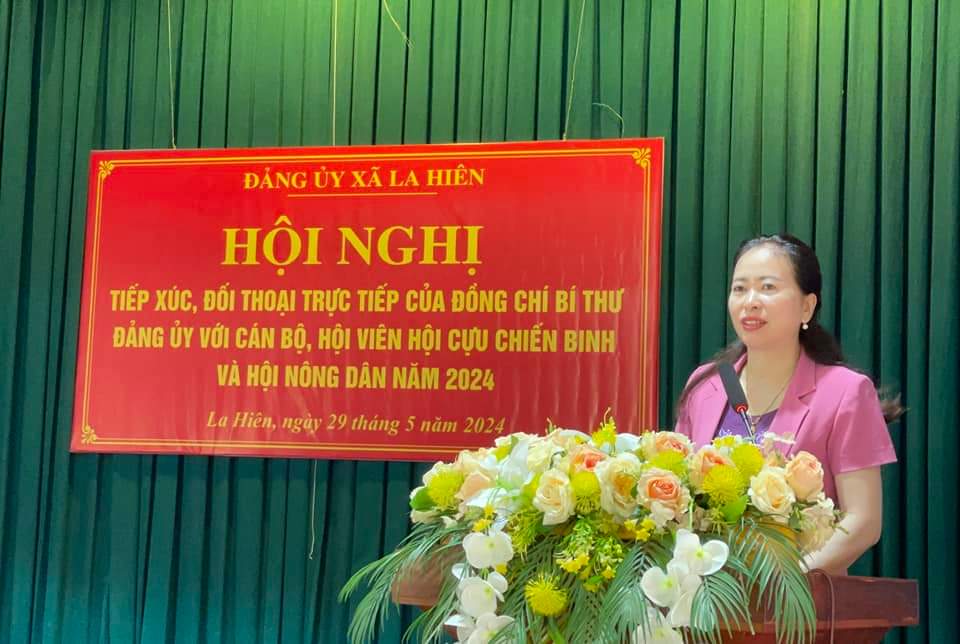 ĐẢNG ỦY XÃ LA HIÊN
HỘI NGHỊ
TIẾP XÚC, ĐỐI THOẠI TRỰC TIẾP CỦA ĐỒNG CHÍ BÍ THƯ
ĐẢNG ỦY VỚI CÁN BỘ, HỘI VIÊN HỘI CỰU CHIẾN BINH
VÀ HỘI NÔNG DÂN NĂM 2024
La Hiên, ngày 29 tháng 5 năm 2024